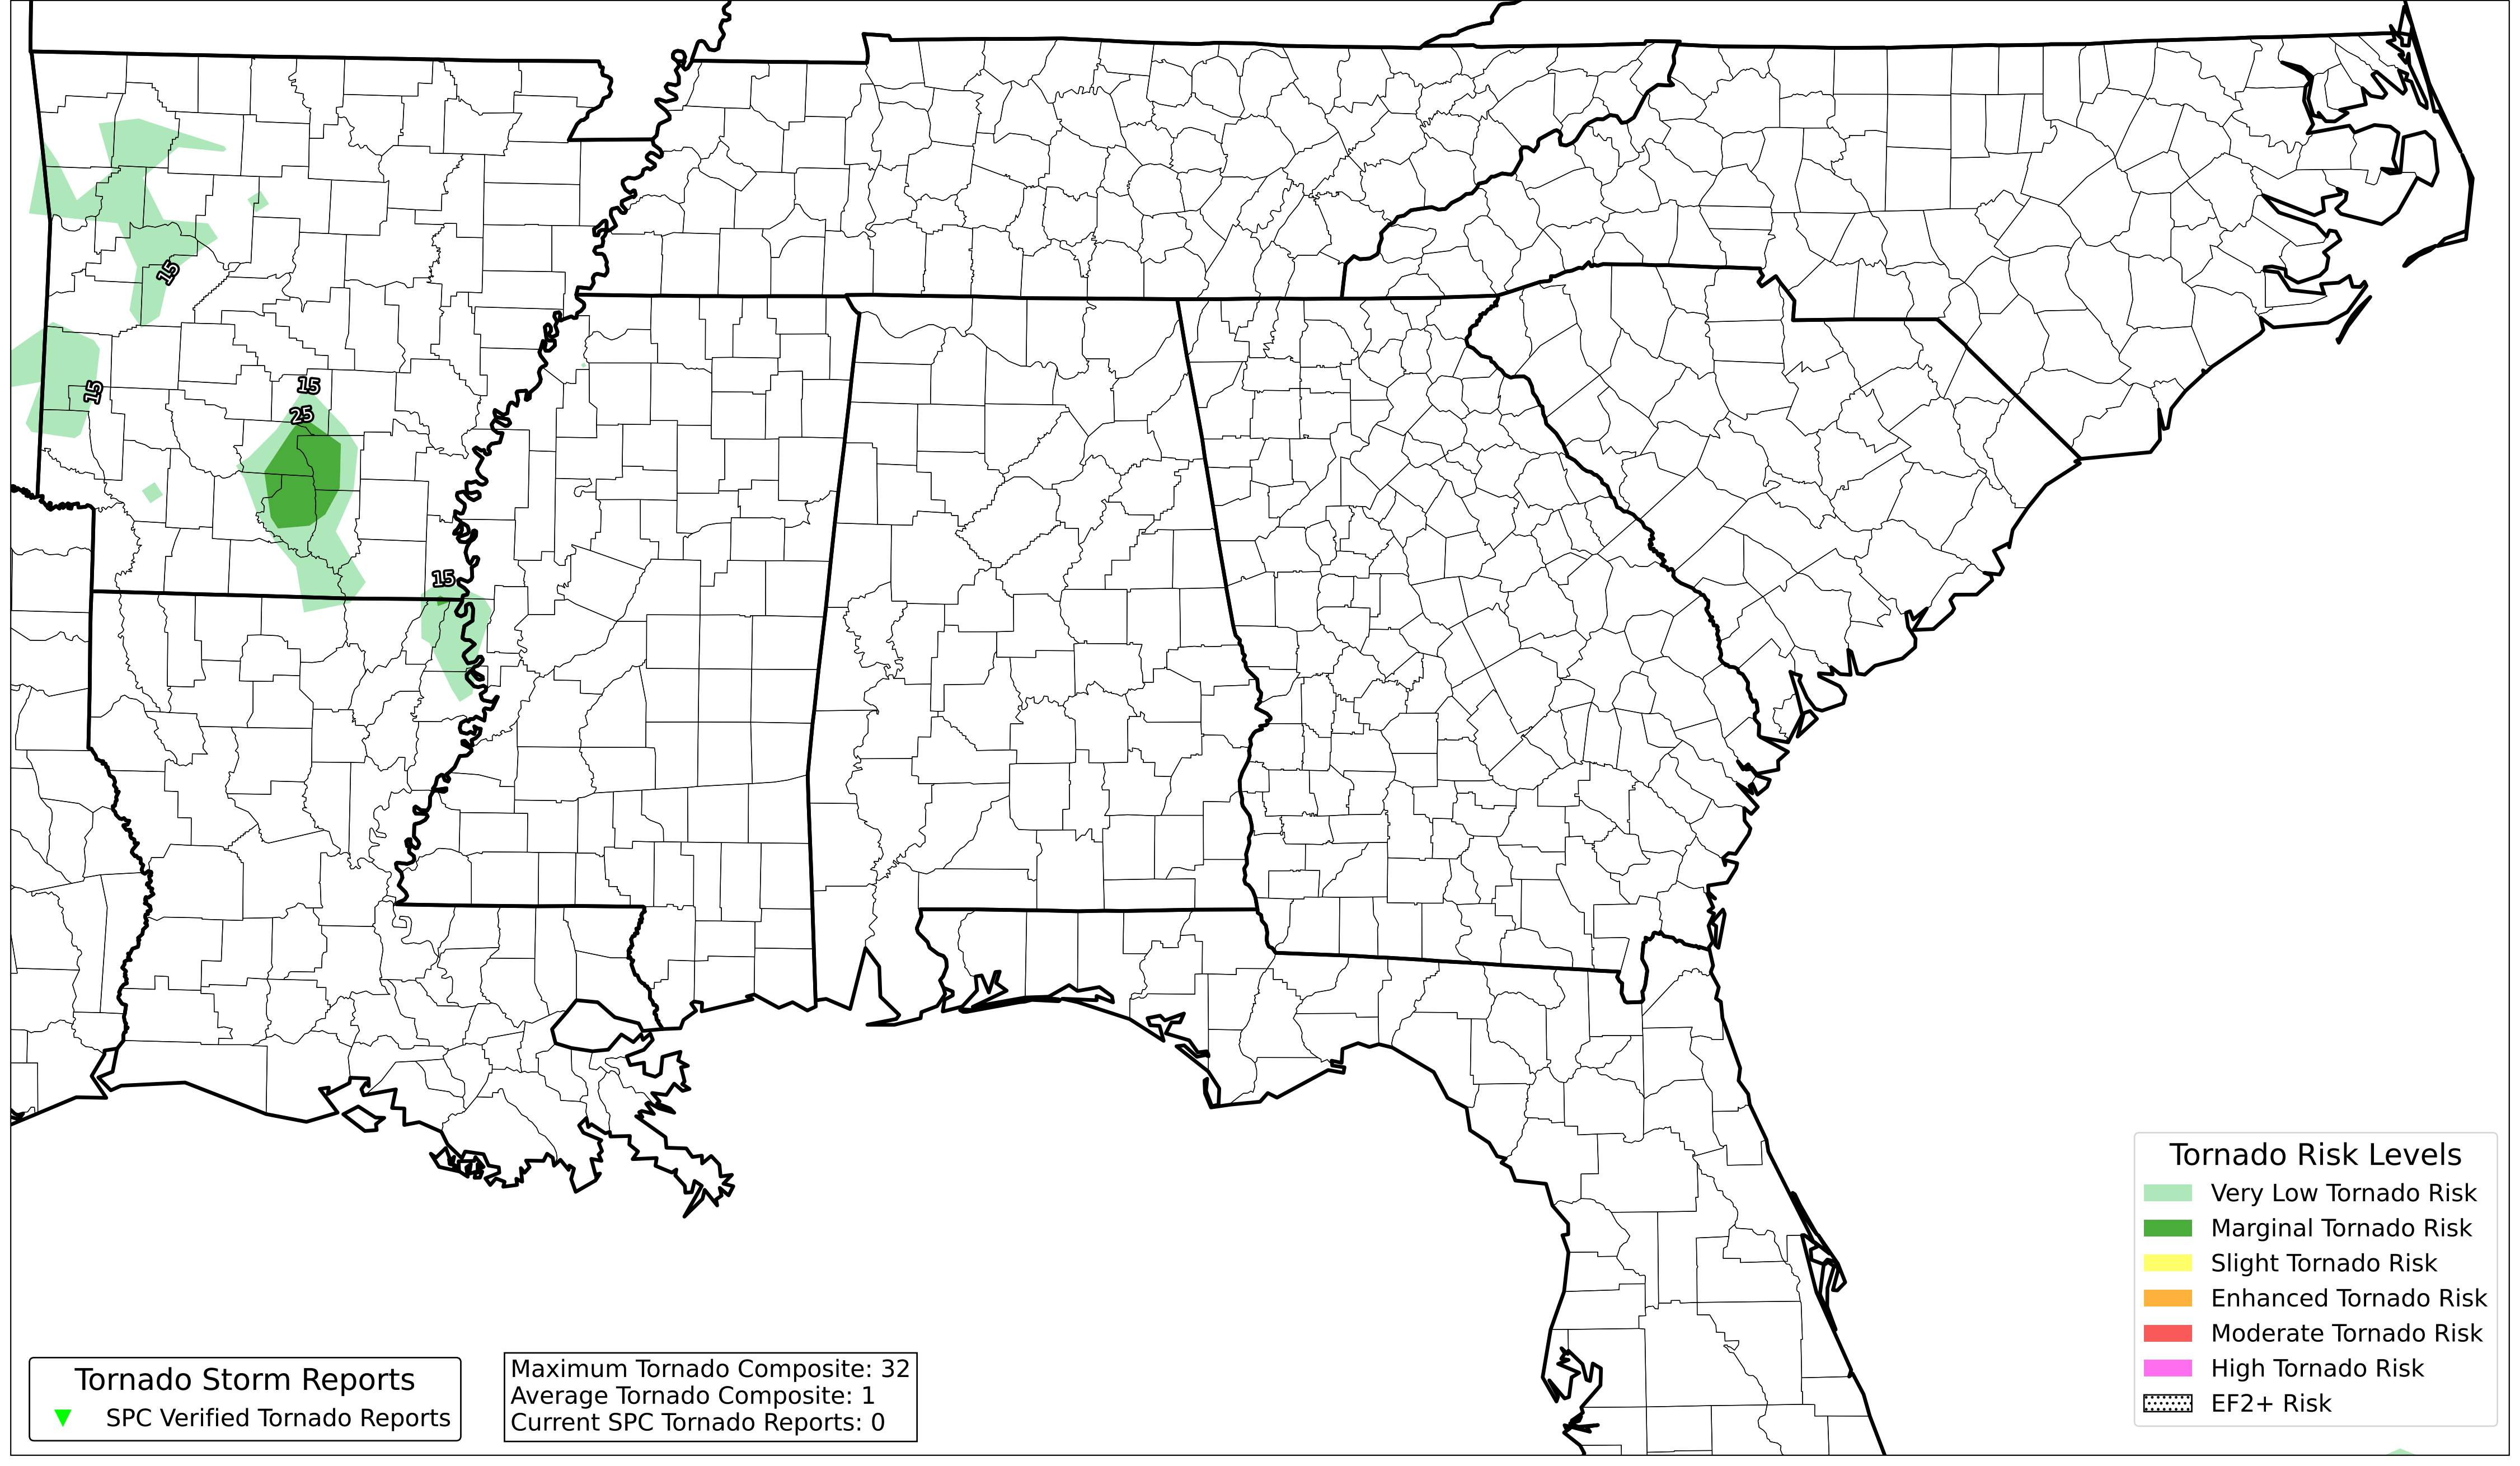 15
15
15
25
15
Tornado Risk Levels
Very Low Tornado Risk
Marginal Tornado Risk
Slight Tornado Risk
Enhanced Tornado Risk
Moderate Tornado Risk
High Tornado Risk
EF2+ Risk
Tornado Storm Reports
SPC Verified Tornado Reports
Maximum Tornado Composite: 32
Average Tornado Composite: 1
Current SPC Tornado Reports: 0